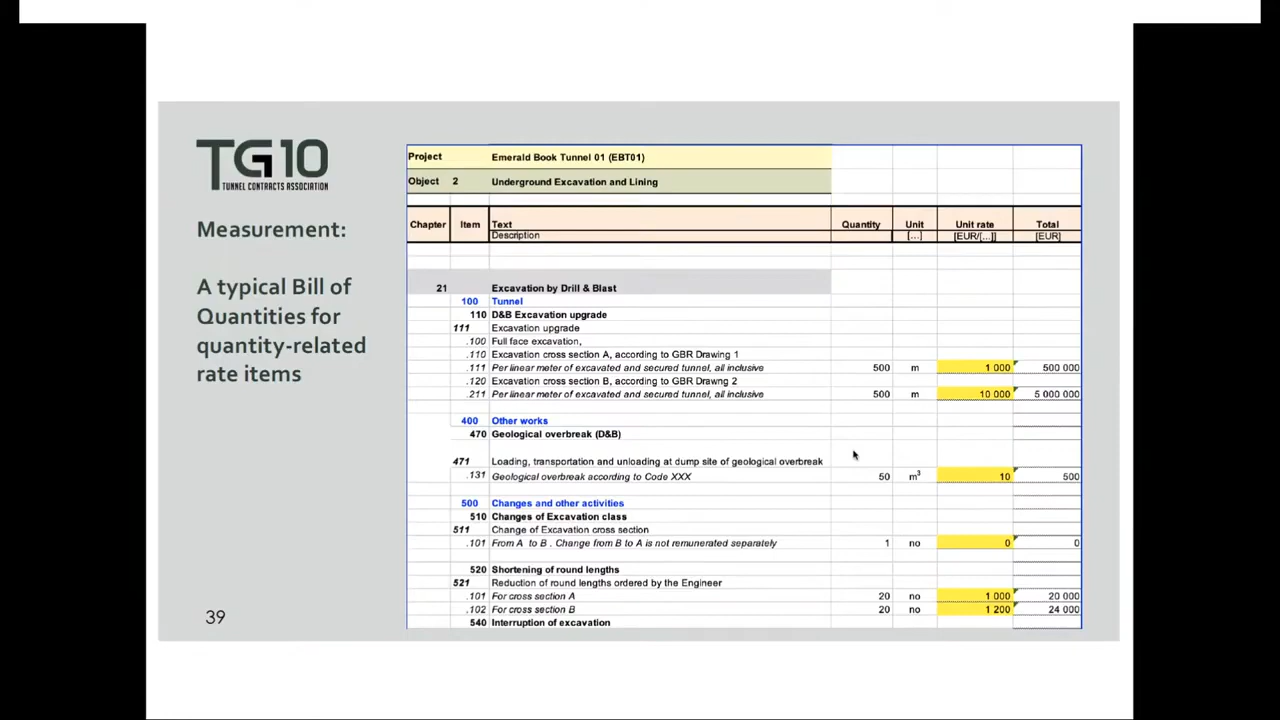 TG10
TUNNEL CONTRACTS ASSOCIATION
Measurement:
A typical Bill of
Quantities for
quantity-related
rate items
39
Project Emerald Book Tunnel 01 (EBT01)
Object 2 Underground Excavation and Lining
Chapter Item Text Quantity Unit Unit rate Total
Description [...] [EUR/[...]] [EUR]
21 Excavation by Drill & Blast
100 Tunnel
110 D&B Excavation upgrade
111 Excavation upgrade
.100 Full face excavation,
.110 Excavation cross section A, according to GBR Drawing 1
.111 Per linear meter of excavated and secured tunnel, all inclusive 500 m 1 000 500 000
.120 Excavation cross section B, according to GBR Drawng 2
.211 Per linear meter of excavated and secured tunnel, all inclusive 500 m 10 000 5 000 000
400 Other works
470 Geological overbreak (D&B)
471 Loading, transportation and unloading at dump site of geological overbreak
.131 Geological overbreak according to Code XXX 50 m³ 10 500
500 Changes and other activities
510 Changes of Excavation class
511 Change of Excavation cross section
.101 From A to B . Change from B to A is not remunerated separately 1 no 0 0
520 Shortening of round lengths
521 Reduction of round lengths ordered by the Engineer
.101 For cross section A 20 no 1 000 20 000
.102 For cross section B 20 no 1 200 24 000
540 Interruption of excavation